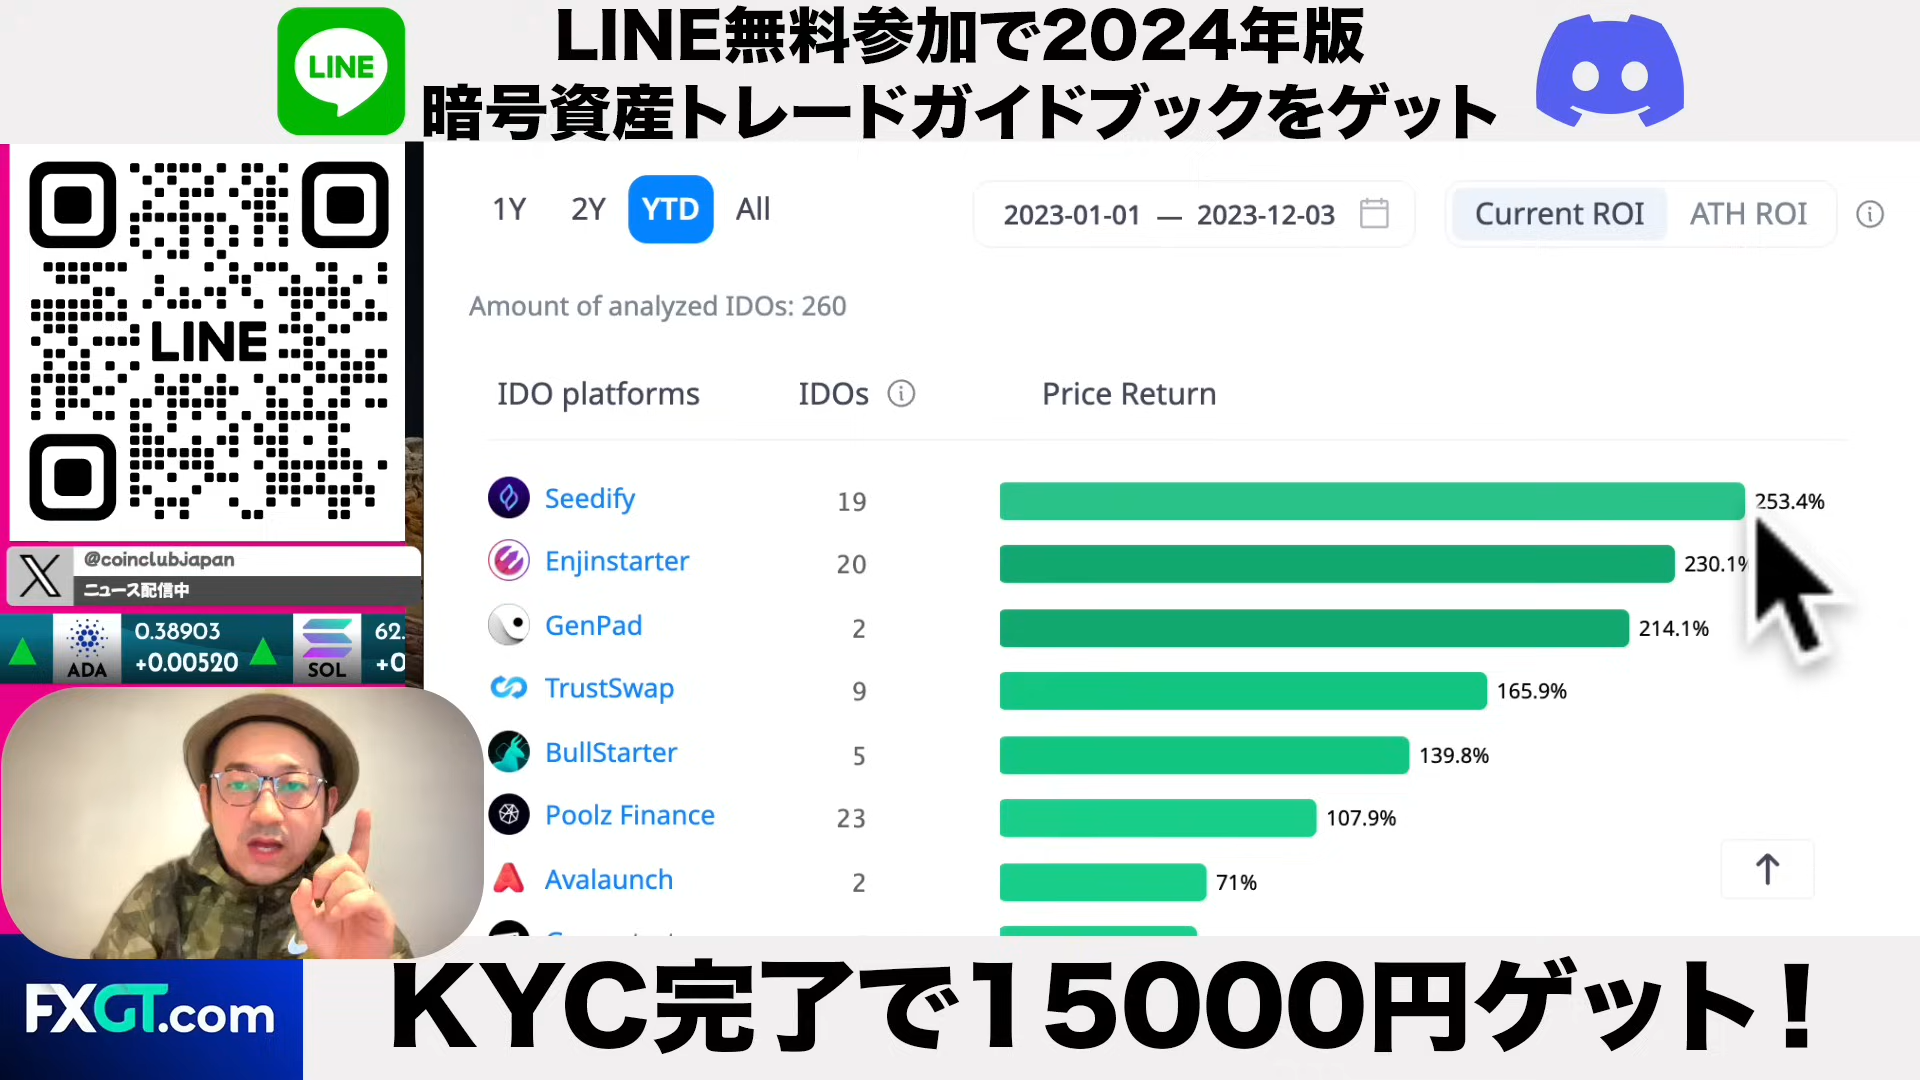 LINE
LINE無料参加で2024年版
暗号資産トレードガイドブックをゲット
LINE
@coinclubjapan
ニュース配信中
ADA
0.38903
+0.00520
SOL
62.
+0
1Y
2Y
YTD
All
2023-01-01 — 2023-12-03
Current ROI
ATH ROI
Amount of analyzed IDOs: 260
IDO platforms IDOs Price Return
Seedify 19 253.4%
Enjinstarter 20 230.1%
GenPad 2 214.1%
TrustSwap 9 165.9%
BullStarter 5 139.8%
Poolz Finance 23 107.9%
Avalaunch 2 71%
FXGT.com
KYC完了で15000円ゲット！